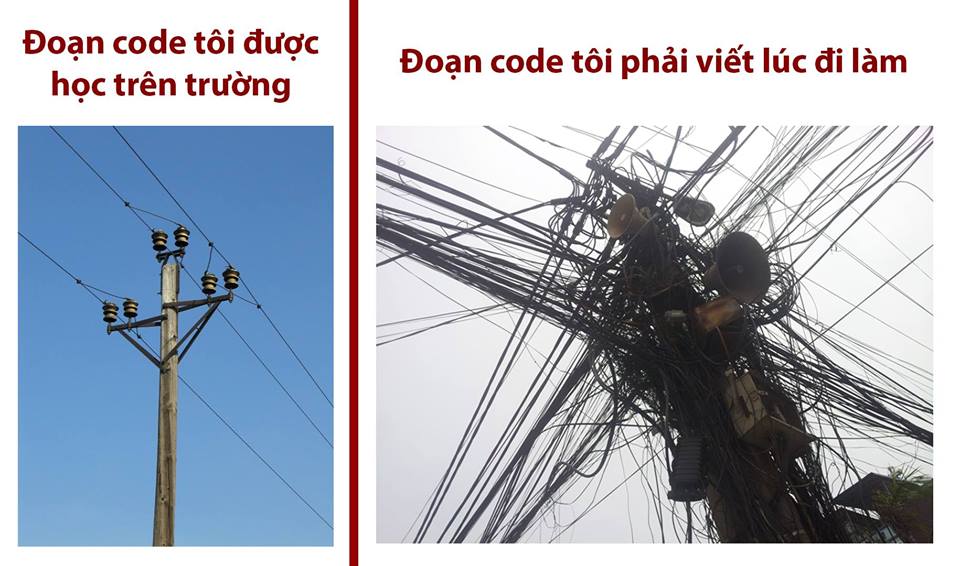 Đoạn code tôi được
học trên trường
Đoạn code tôi phải viết lúc đi làm